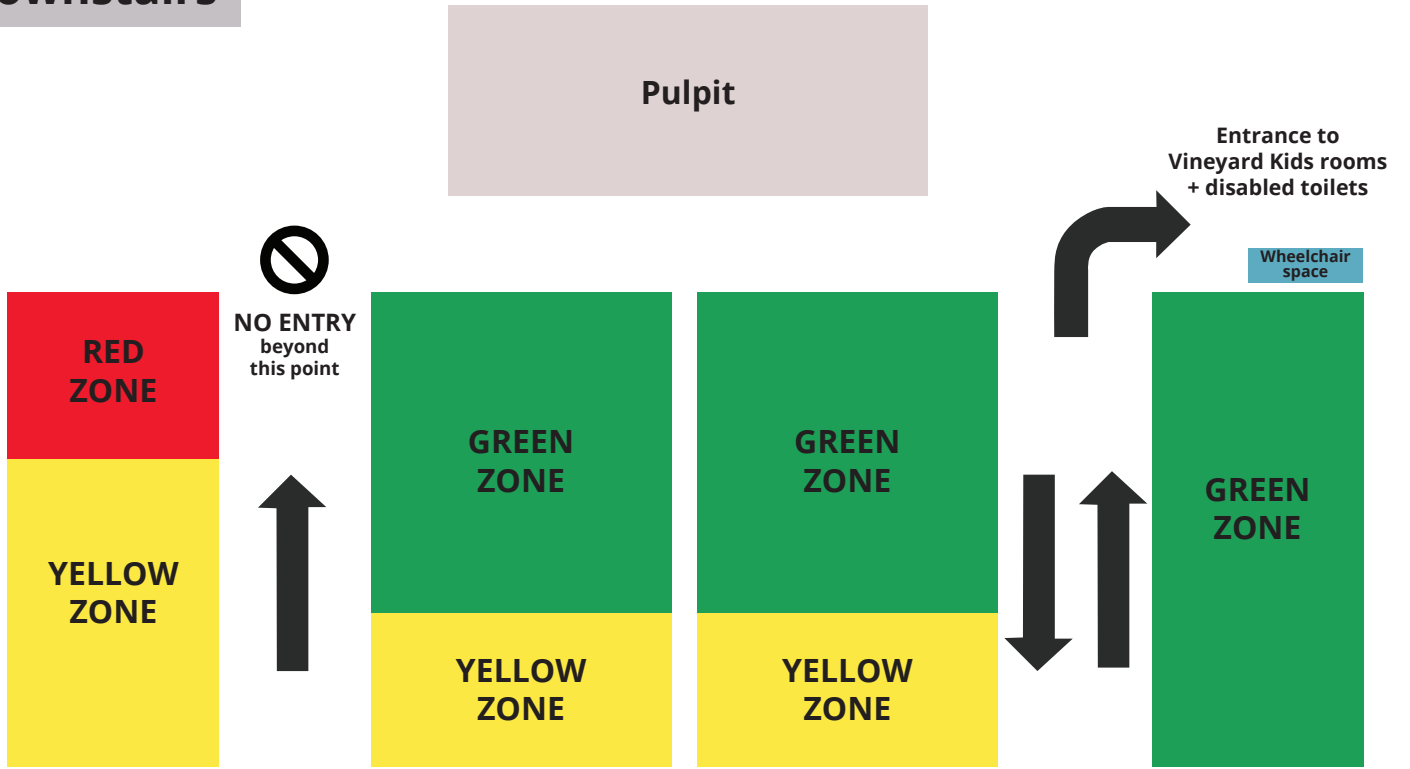 Pulpit
Entrance to
Vineyard Kids rooms
+ disabled toilets
Wheelchair
space
NO ENTRY
beyond
this point
RED
ZONE
GREEN
ZONE
GREEN
ZONE
GREEN
ZONE
YELLOW
ZONE
YELLOW
ZONE
YELLOW
ZONE